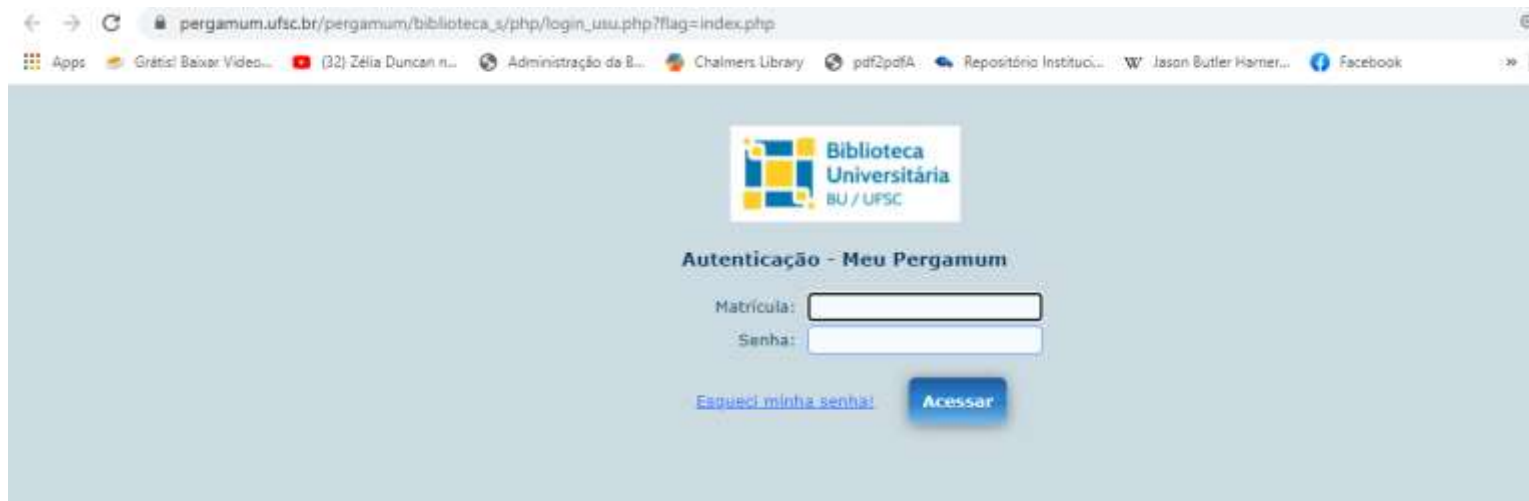 pergamum.ufsc.br/pergamum/biblioteca_s/php/login_usu.php?flag=index.php
Apps Grátis! Baixar Video... (32) Zélia Duncan n... Administração da B... Chalmers Library pdf2pdfA Repositório Instituci... Jason Butler Harner... Facebook »
Biblioteca
Universitária
BU / UFSC
Autenticação - Meu Pergamum
Matrícula:
Senha:
Esqueci minha senha! Acessar